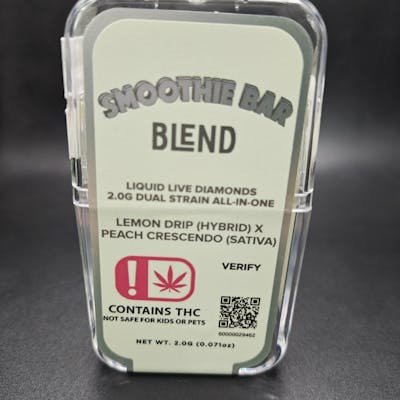 SMOOTHIE BAR
BLEND
LIQUID LIVE DIAMONDS
2.0G DUAL STRAIN ALL-IN-ONE
LEMON DRIP (HYBRID) X
PEACH CRESCENDO (SATIVA)
!
VERIFY
CONTAINS THC
NOT SAFE FOR KIDS OR PETS
60000029462
NET WT. 2.0G (0.071oz)